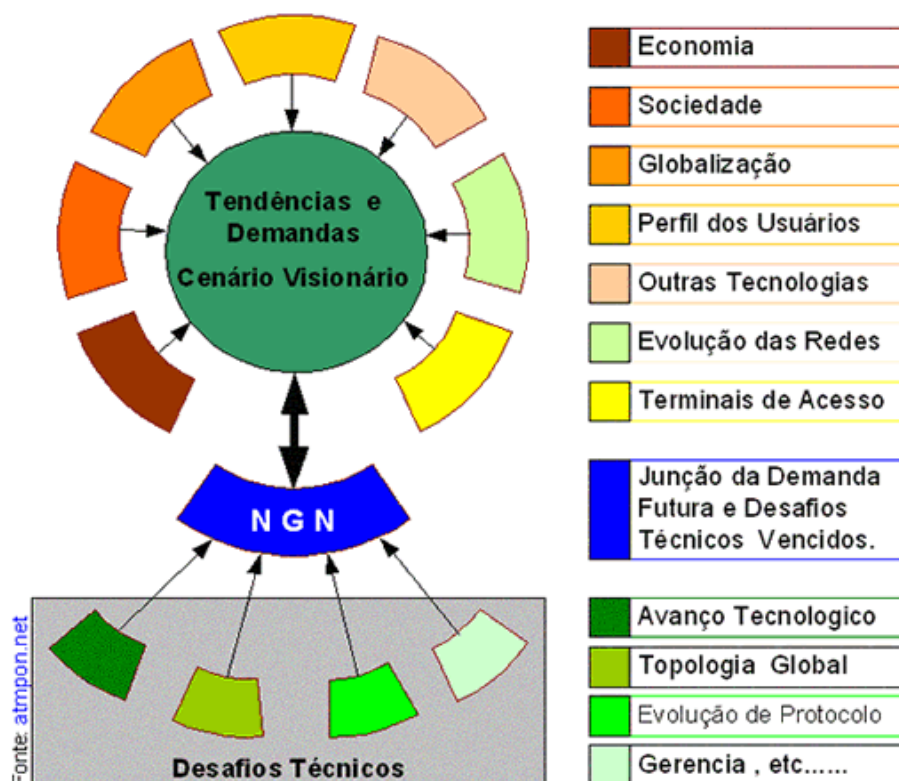 Tendências e
Demandas
Cenário Visionário
N G N
Desafios Técnicos
Fonte: atmpon.net
Economia
Sociedade
Globalização
Perfil dos Usuários
Outras Tecnologias
Evolução das Redes
Terminais de Acesso
Junção da Demanda
Futura e Desafios
Técnicos Vencidos.
Avanço Tecnologico
Topologia Global
Evolução de Protocolo
Gerencia , etc......